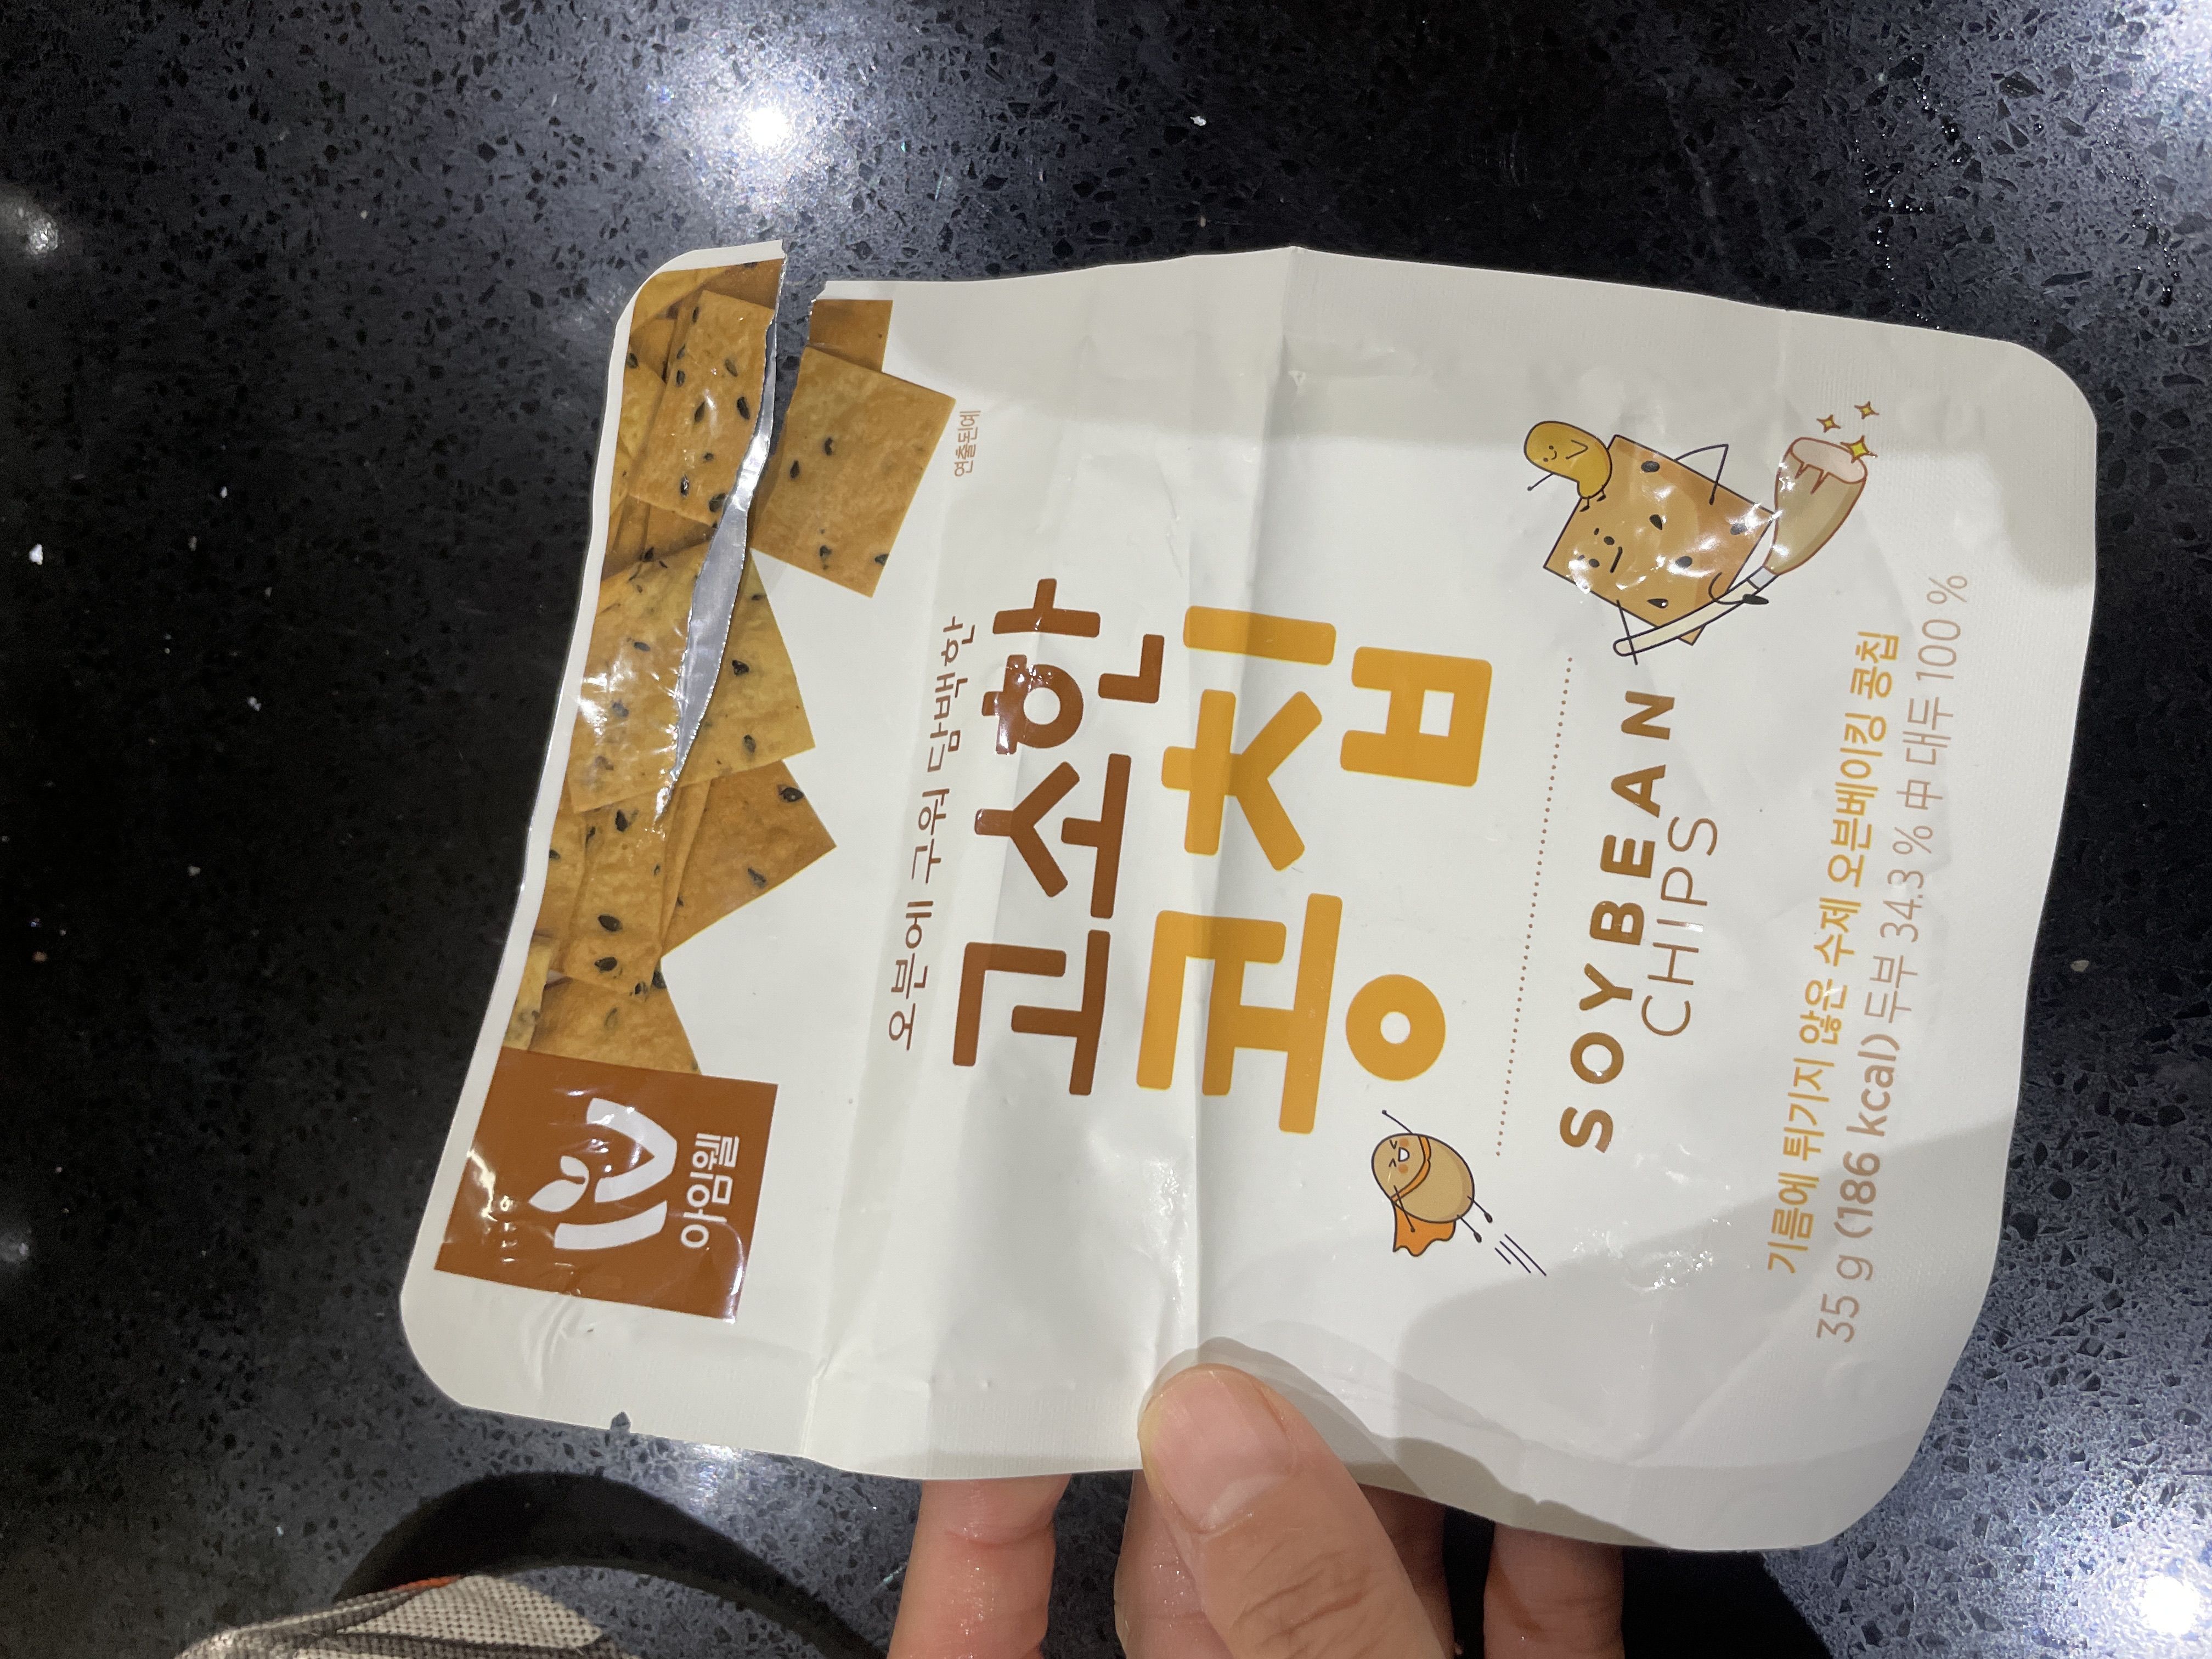 아임웰
연출된예
오븐에 구워 담백한
고소한
콩칩
SOYBEAN
CHIPS
기름에 튀기지 않은 수제 오븐베이킹 콩칩
35 g (186 kcal) 두부 34.3 % 中 대두 100 %